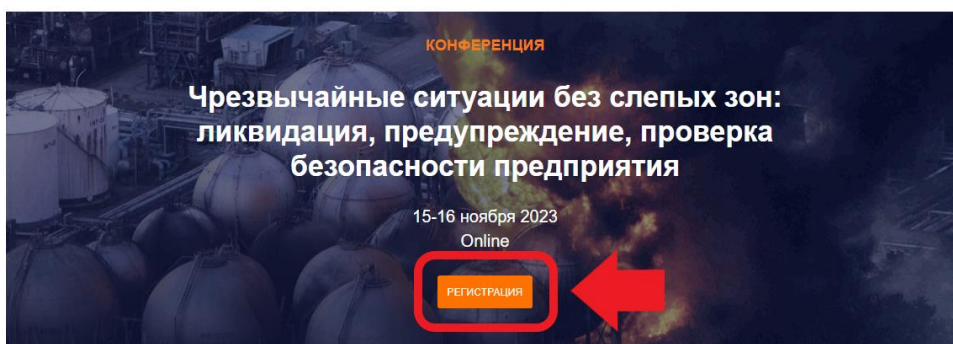 КОНФЕРЕНЦИЯ
Чрезвычайные ситуации без слепых зон:
ликвидация, предупреждение, проверка
безопасности предприятия
15-16 ноября 2023
Online
РЕГИСТРАЦИЯ